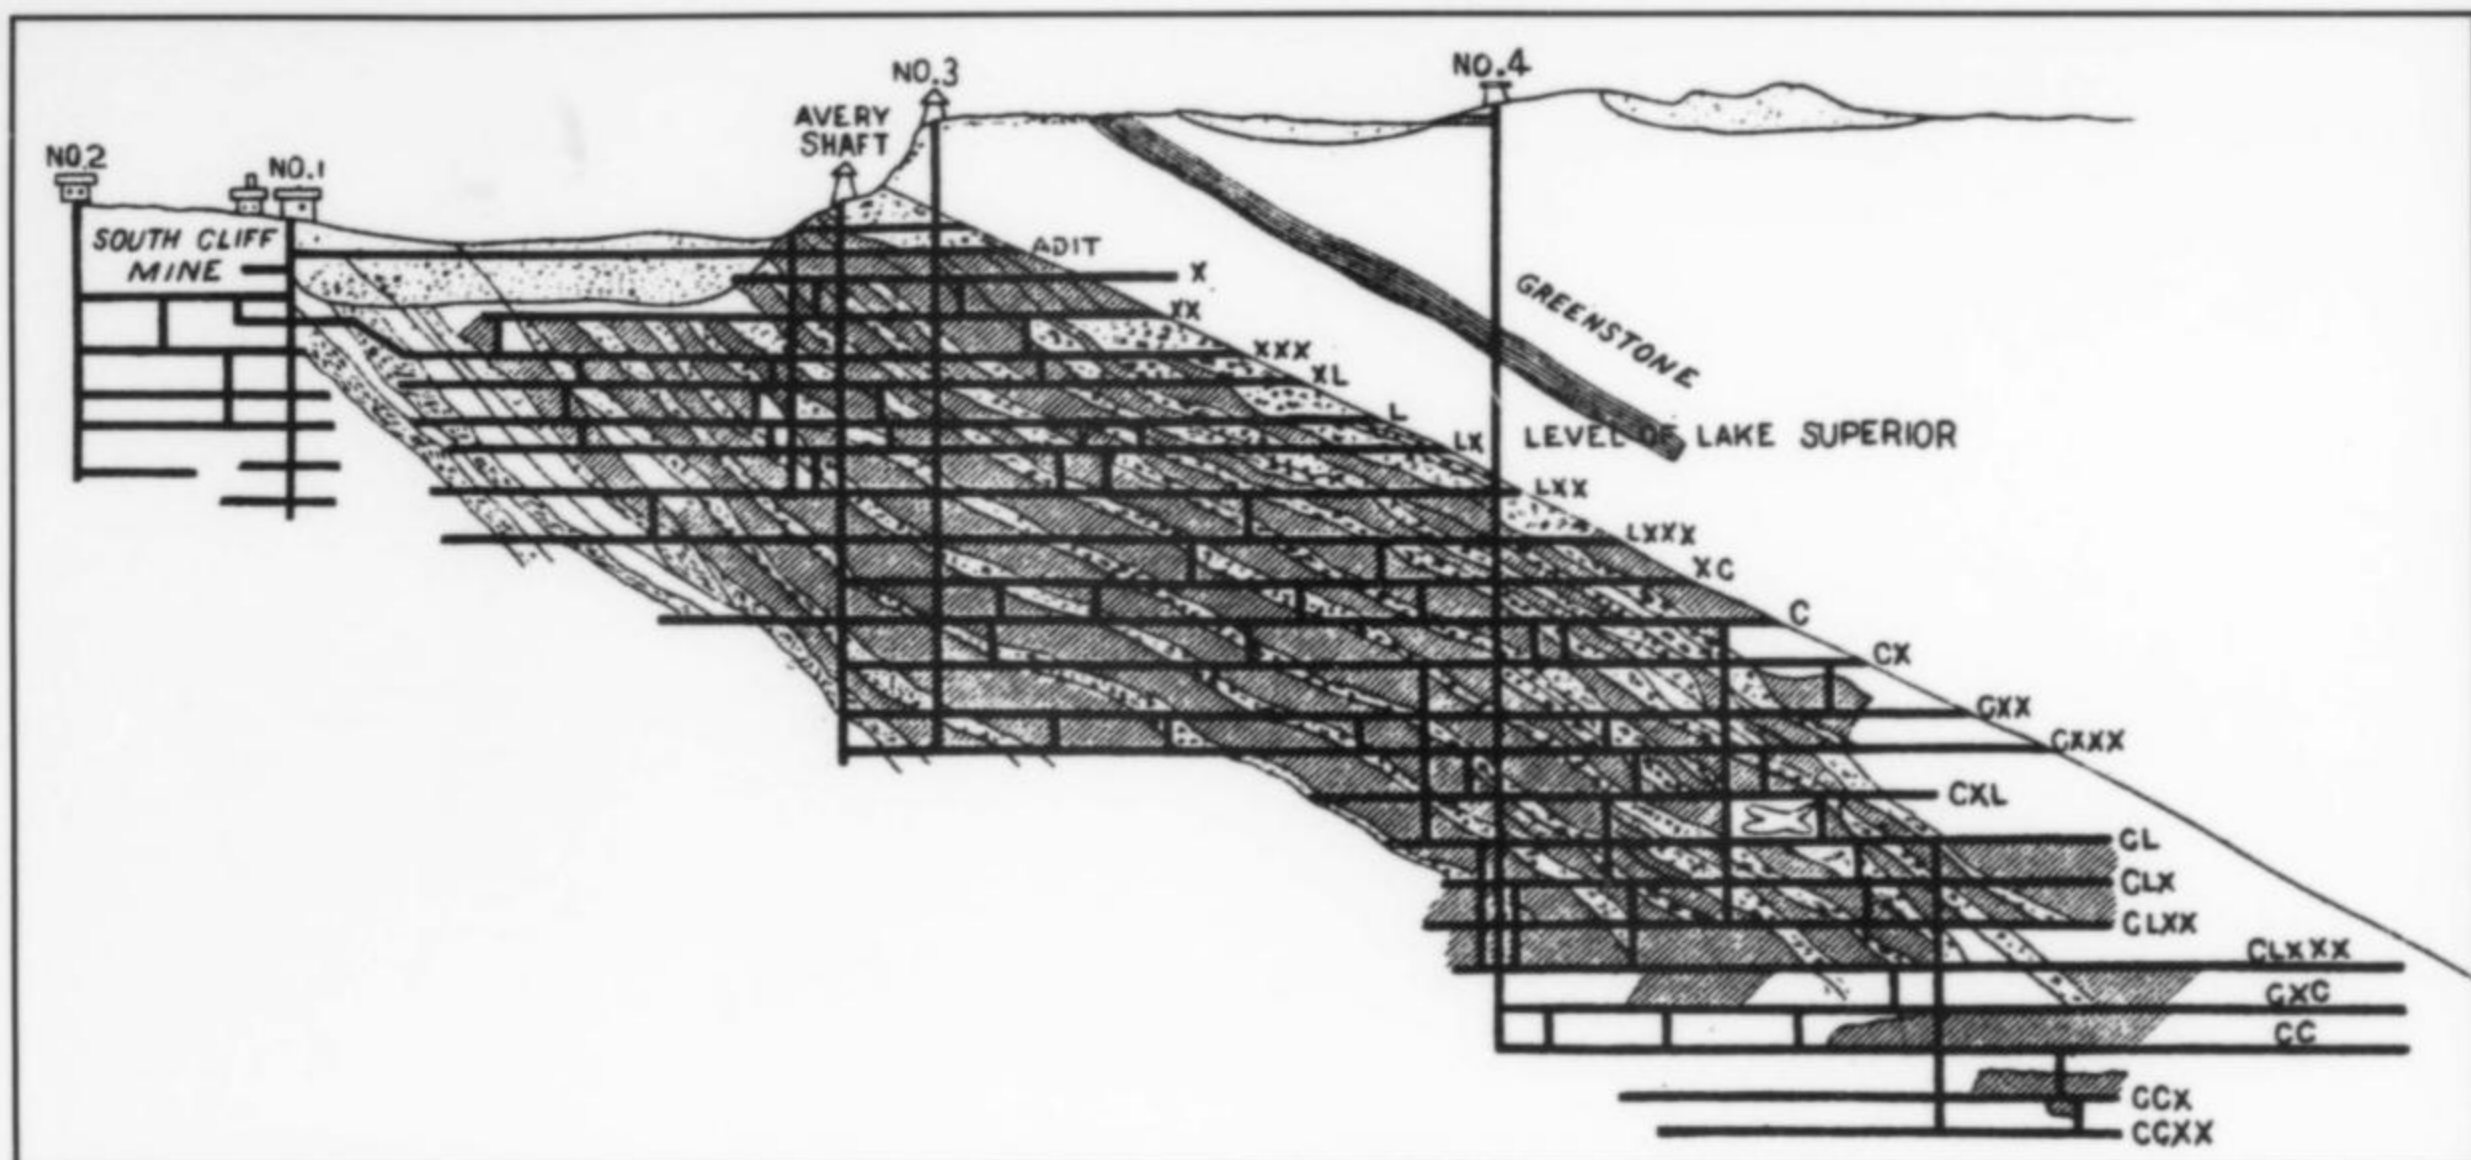 NO.2
NO.1
SOUTH CLIFF
MINE
AVERY
SHAFT
NO.3
NO.4
ADIT
X
XX
XXX
XL
L
LX
LXX
LXXX
XC
C
CX
CXX
CXXX
CXL
CL
CLX
CLXX
CLXXX
CXC
CC
CCX
CCXX
GREENSTONE
LEVEL OF LAKE SUPERIOR